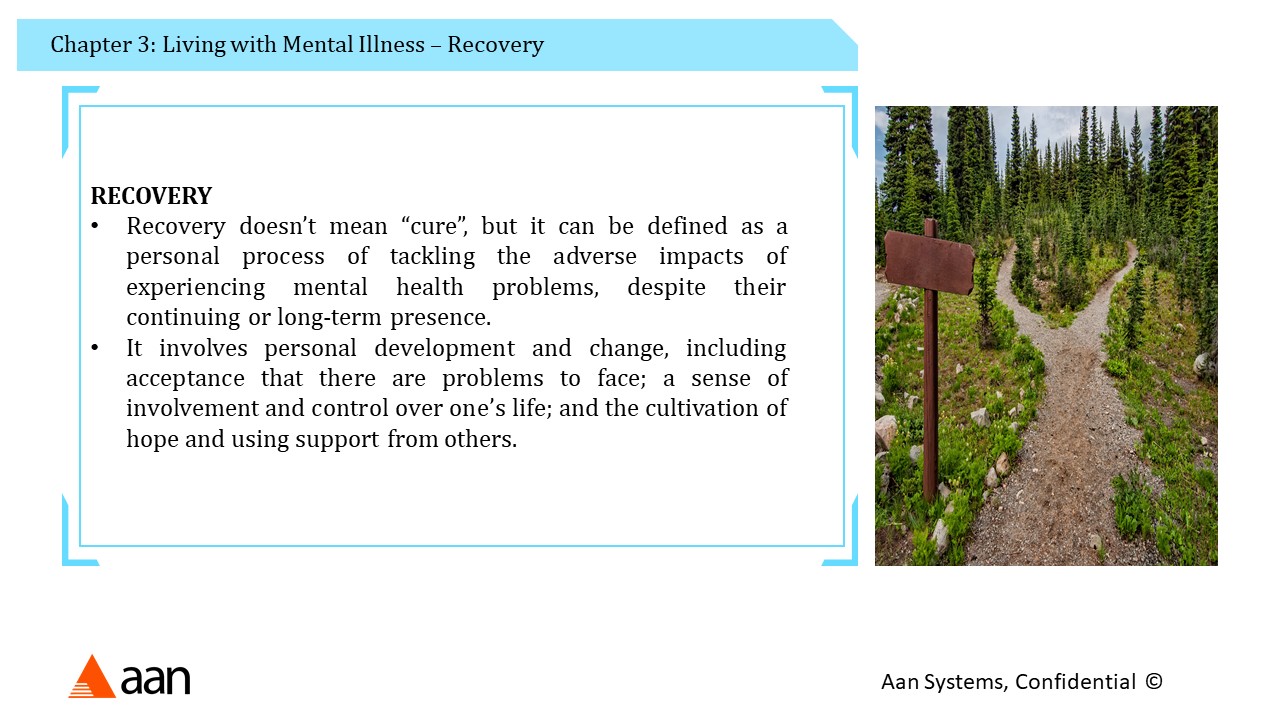 Chapter 3: Living with Mental Illness – Recovery
RECOVERY
• Recovery doesn’t mean “cure”, but it can be defined as a
personal process of tackling the adverse impacts of
experiencing mental health problems, despite their
continuing or long-term presence.
• It involves personal development and change, including
acceptance that there are problems to face; a sense of
involvement and control over one’s life; and the cultivation of
hope and using support from others.
aan
Aan Systems, Confidential ©